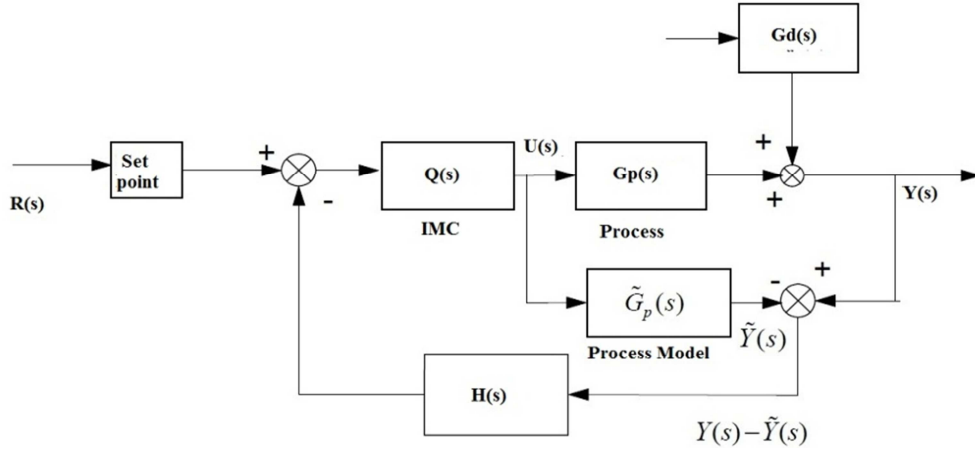 Gd(s)
Set
point
R(s)
+
-
Q(s)
IMC
U(s)
Gp(s)
Process
+
+
Y(s)
G̃p(s)
Process Model
-
+
Ỹ(s)
H(s)
Y(s)−Ỹ(s)